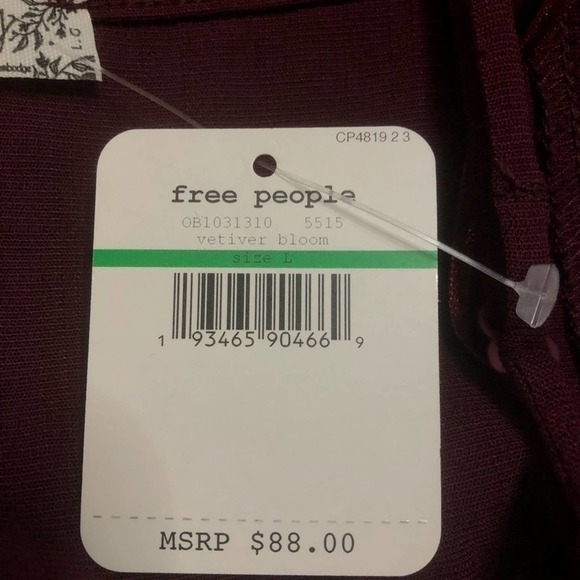 L.G
CP4819 2 3
free people
OB1031310 5515
vetiver bloom
size L
1 93465 90466 9
MSRP $88.00